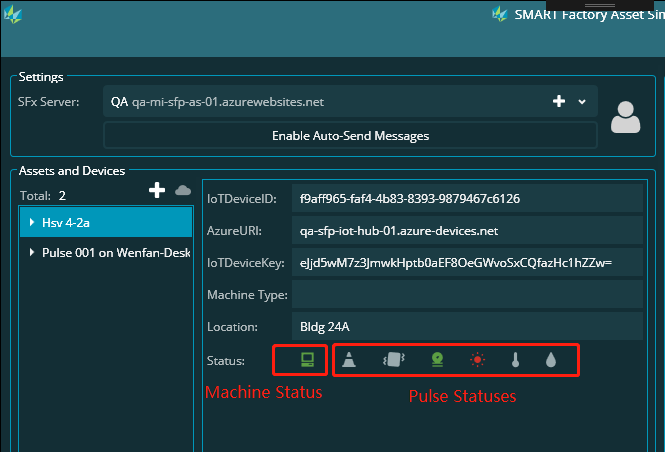 SMART Factory Asset Sim
Settings
SFx Server:
QA qa-mi-sfp-as-01.azurewebsites.net
Enable Auto-Send Messages
Assets and Devices
Total: 2
Hsv 4-2a
Pulse 001 on Wenfan-Desk
IoTDeviceID: f9aff965-faf4-4b83-8393-9879467c6126
AzureURI: qa-sfp-iot-hub-01.azure-devices.net
IoTDeviceKey: eJjd5wM7z3JmwkHptb0aEF8OeGWvoSxCQfazHc1hZZw=
Machine Type:
Location: Bldg 24A
Status:
Machine Status
Pulse Statuses